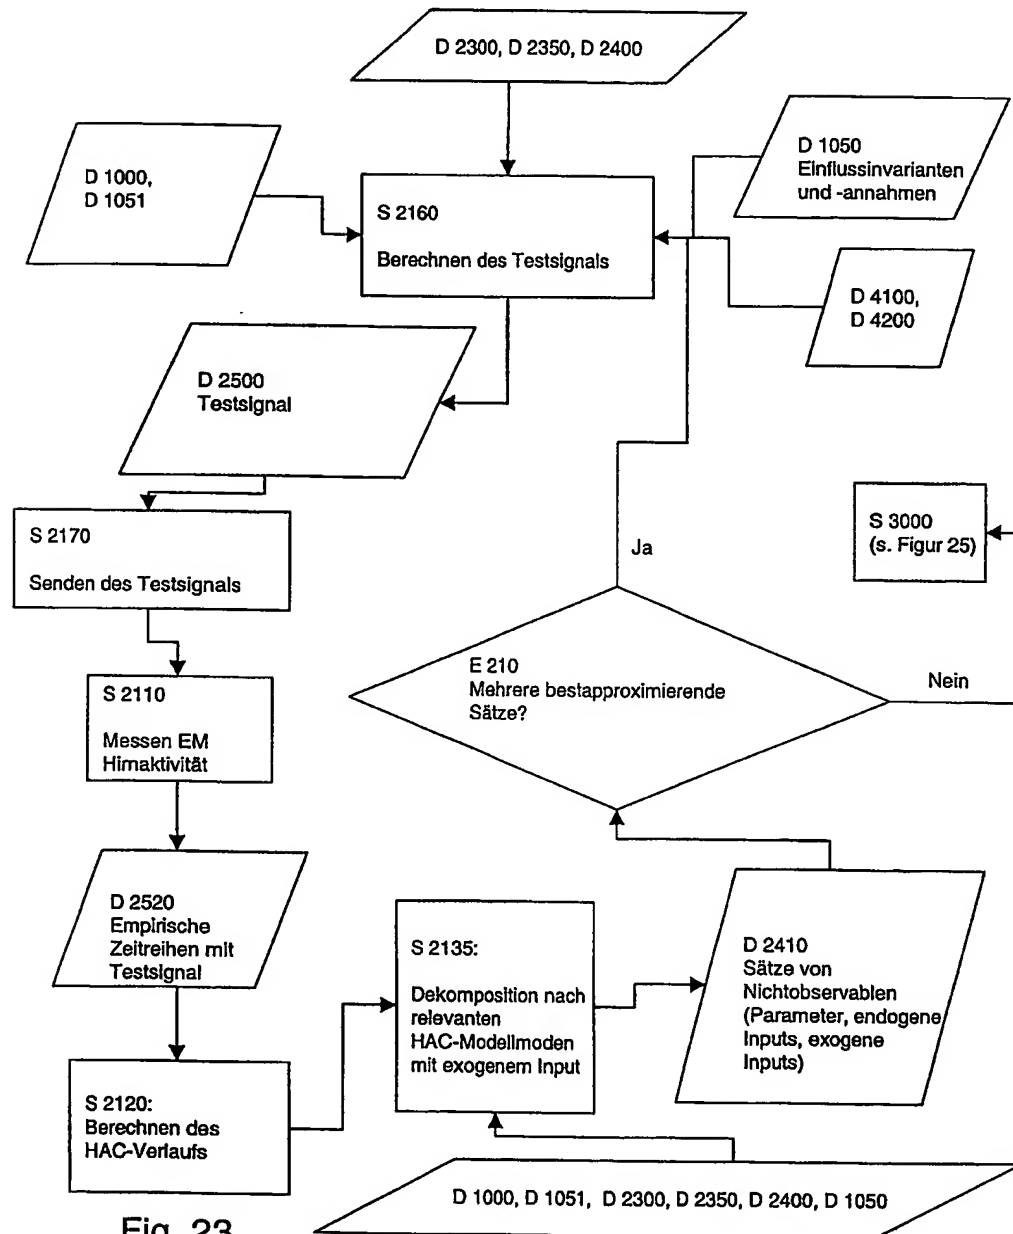 D 2300, D 2350, D 2400
D 1000,
D 1051
S 2160
Berechnen des Testsignals
D 1050
Einflussinvarianten
und -annahmen
D 4100,
D 4200
D 2500
Testsignal
S 2170
Senden des Testsignals
S 3000
(s. Figur 25)
Ja
E 210
Mehrere bestapproximierende
Sätze?
Nein
S 2110
Messen EM
Hirnaktivität
D 2520
Empirische
Zeitreihen mit
Testsignal
S 2135:
Dekomposition nach
relevanten
HAC-Modellmoden
mit exogenem Input
D 2410
Sätze von
Nichtobservablen
(Parameter, endogene
Inputs, exogene
Inputs)
S 2120:
Berechnen des
HAC-Verlaufs
D 1000, D 1051, D 2300, D 2350, D 2400, D 1050
Fig. 23